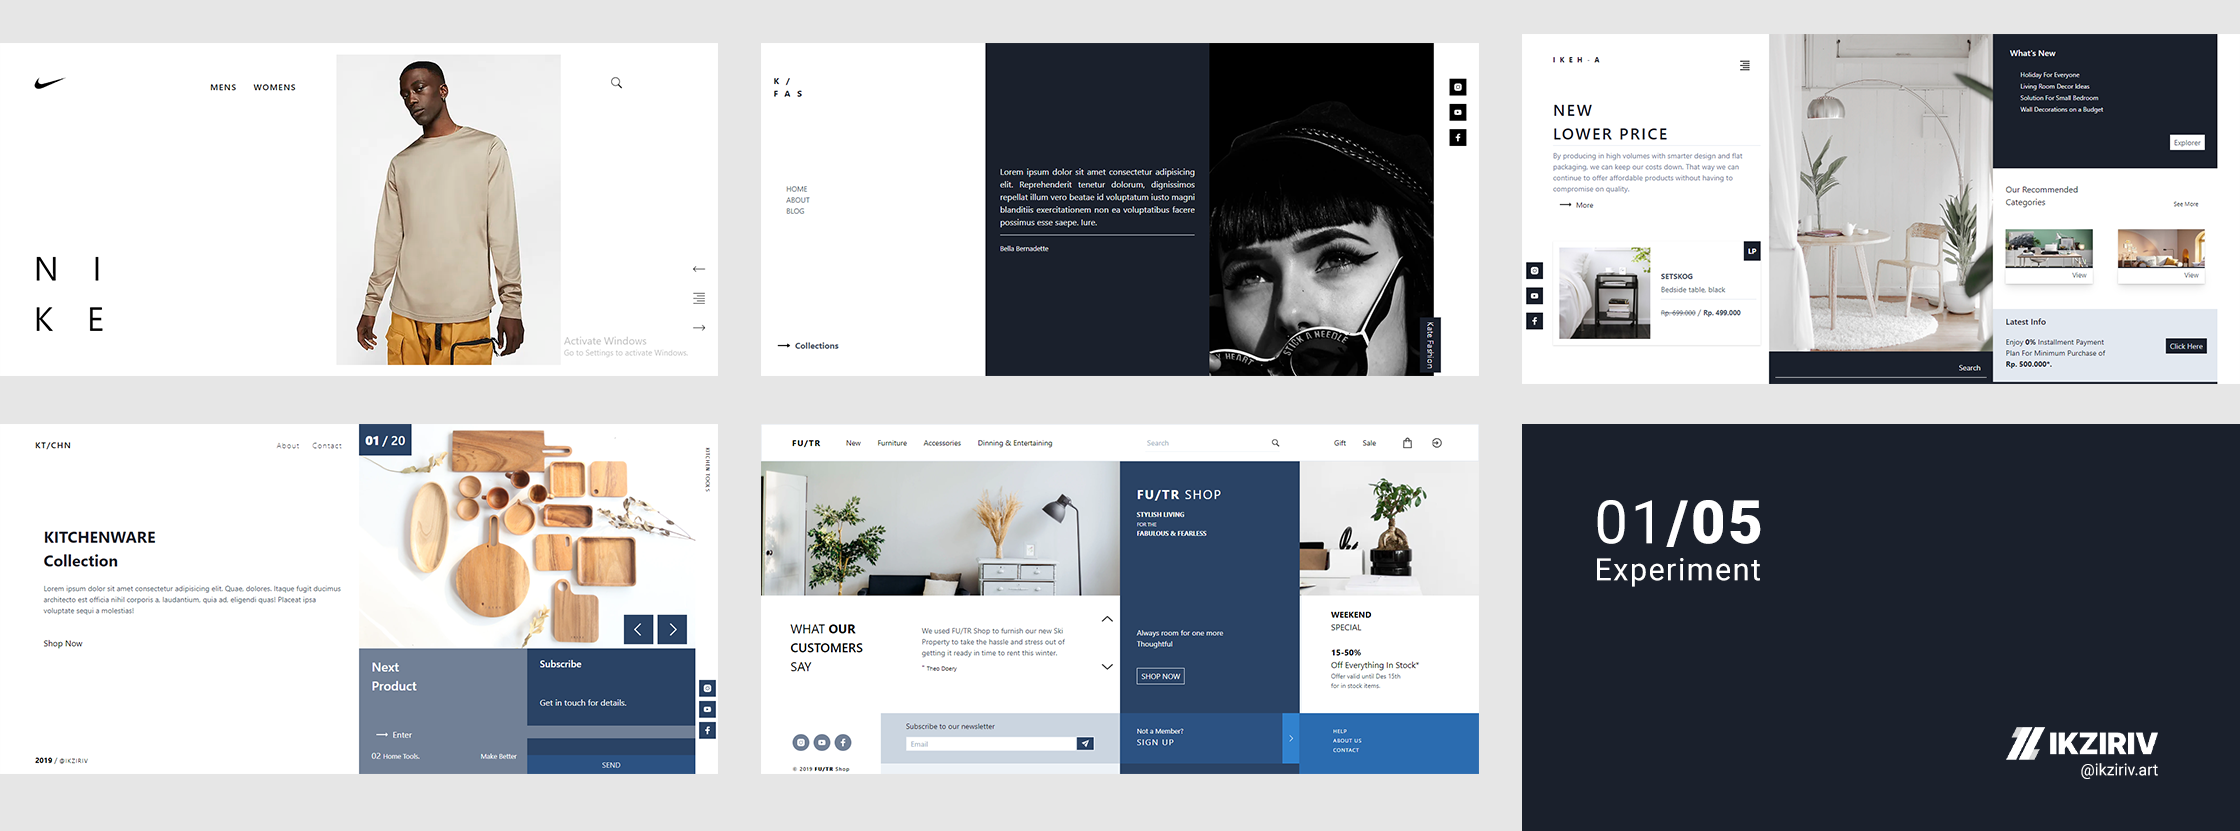 MENS WOMENS
N I
K E
Activate Windows
Go to Settings to activate Windows.
K /
F A S
HOME
ABOUT
BLOG
Collections
Lorem ipsum dolor sit amet consectetur adipisicing
elit. Reprehenderit tenetur dolorum, dignissimos
repellat illum vero beatae id voluptatum iusto magni
blanditiis exercitationem non ea voluptatibus facere
possimus esse saepe. Iure.
Bella Bernadette
HEART
STICK A NEEDLE
Kate Fashion
IKEH-A
NEW
LOWER PRICE
By producing in high volumes with smarter design and flat
packaging, we can keep our costs down. That way we can
continue to offer affordable products without having to
compromise on quality.
More
LP
SETSKOG
Bedside table, black
Rp. 699.000 / Rp. 499.000
Search
What's New
Holiday For Everyone
Living Room Decor Ideas
Solution For Small Bedroom
Wall Decorations on a Budget
Explorer
Our Recommended
Categories
See More
View
View
Latest Info
Enjoy 0% Installment Payment
Plan For Minimum Purchase of
Rp. 500.000*.
Click Here
KT/CHN
About Contact
KITCHENWARE
Collection
Lorem ipsum dolor sit amet consectetur adipisicing elit. Quae, dolores. Itaque fugit ducimus
architecto est officia nihil corporis a, laudantium, quia ad, eligendi quas! Placeat ipsa
voluptate sequi a molestias!
Shop Now
2019 / @IKZIRIV
01 / 20
KITCHEN TOOLS
Next
Product
Enter
02 Home Tools.
Make Better
Subscribe
Get in touch for details.
SEND
FU/TR New Furniture Accessories Dinning & Entertaining Search Gift Sale
FU/TR SHOP
STYLISH LIVING
FOR THE
FABULOUS & FEARLESS
Always room for one more
Thoughtful
SHOP NOW
WHAT OUR
CUSTOMERS
SAY
We used FU/TR Shop to furnish our new Ski
Property to take the hassle and stress out of
getting it ready in time to rent this winter.
" Treo Doery
WEEKEND
SPECIAL
15-50%
Off Everything In Stock*
Offer valid until Des 15th
for in stock items.
© 2019 FU/TR Shop
Subscribe to our newsletter
Email
Not a Member?
SIGN UP
HELP
ABOUT US
CONTACT
01/05
Experiment
IKZIRIV
@ikziriv.art